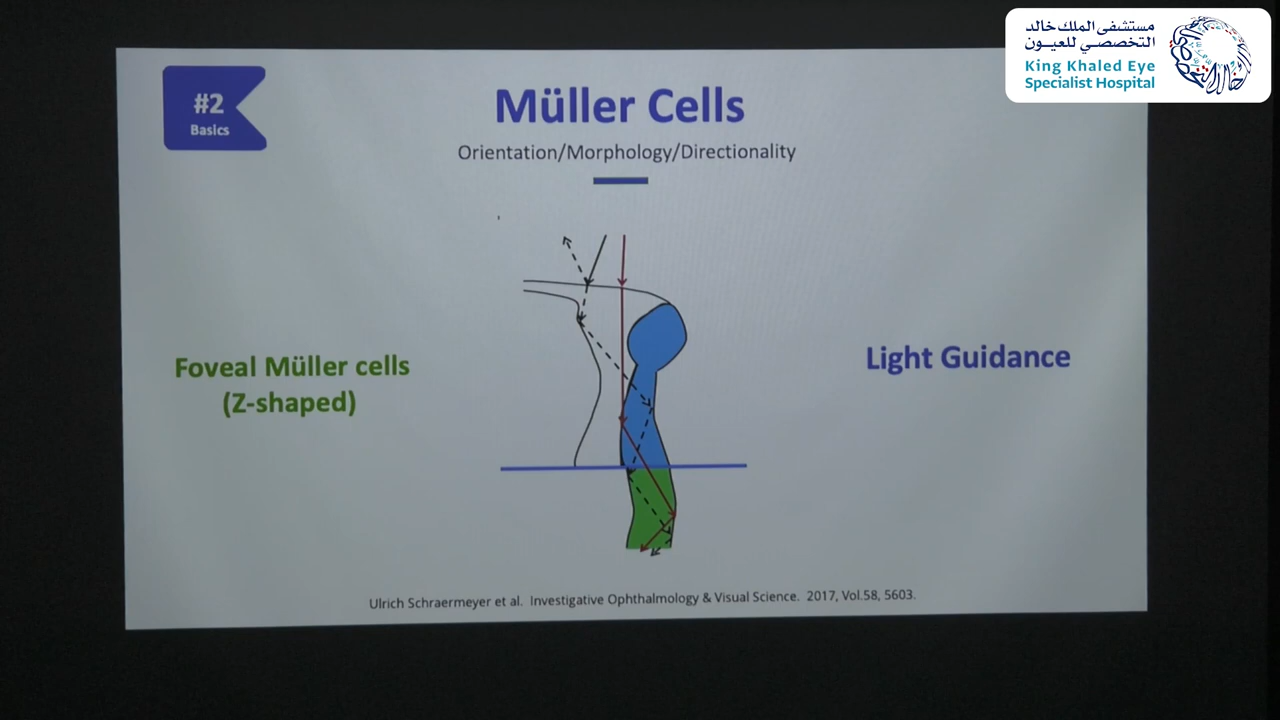 مستشفى الملك خالد
التخصصي للعيــون
King Khaled Eye
Specialist Hospital
#2
Basics
Müller Cells
Orientation/Morphology/Directionality
Foveal Müller cells
(Z-shaped)
Light Guidance
Ulrich Schraermeyer et al. Investigative Ophthalmology & Visual Science. 2017, Vol.58, 5603.